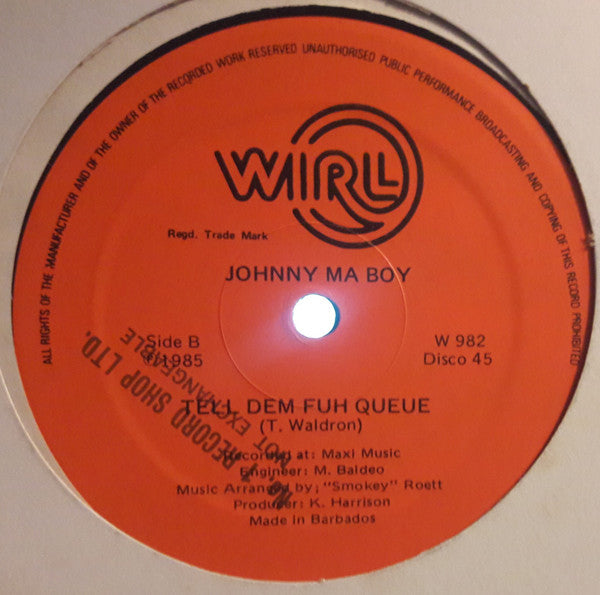 ALL RIGHTS OF THE MANUFACTURER AND OF THE OWNER OF THE RECORDED WORK RESERVED UNAUTHORISED PUBLIC PERFORMANCE BROADCASTING AND COPYING OF THIS RECORD PROHIBITED
WIRL
Regd. Trade Mark
JOHNNY MA BOY
Side B
℗1985
W 982
Disco 45
TELL DEM FUH QUEUE
(T. Waldron)
Recorded at: Maxi Music
Engineer: M. Baldeo
Music Arranged by; "Smokey" Roett
Producer: K. Harrison
Made in Barbados
No. 1 RECORD SHOP LTD.
NOT EXCHANGEABLE